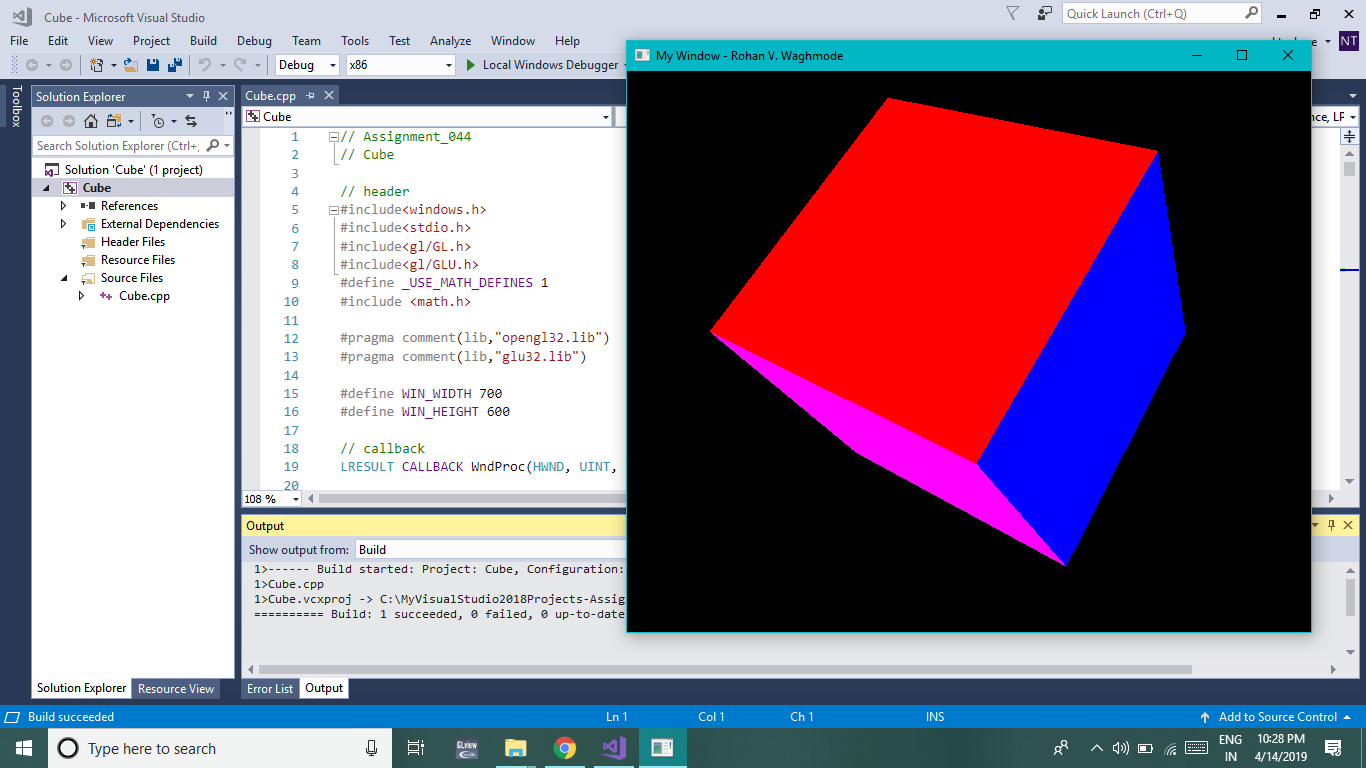 Cube - Microsoft Visual Studio
Quick Launch (Ctrl+Q)
File Edit View Project Build Debug Team Tools Test Analyze Window Help
NT
Debug x86 Local Windows Debugger
My Window - Rohan V. Waghmode
Toolbox
Solution Explorer
Search Solution Explorer (Ctrl+;
Solution 'Cube' (1 project)
Cube
References
External Dependencies
Header Files
Resource Files
Source Files
Cube.cpp
Cube.cpp
Cube
nce, LP
1 // Assignment_044
2 // Cube
3
4 // header
5 #include<windows.h>
6 #include<stdio.h>
7 #include<gl/GL.h>
8 #include<gl/GLU.h>
9 #define _USE_MATH_DEFINES 1
10 #include <math.h>
11
12 #pragma comment(lib,"opengl32.lib")
13 #pragma comment(lib,"glu32.lib")
14
15 #define WIN_WIDTH 700
16 #define WIN_HEIGHT 600
17
18 // callback
19 LRESULT CALLBACK WndProc(HWND, UINT,
20
108 %
Output
Show output from: Build
1>------ Build started: Project: Cube, Configuration:
1>Cube.cpp
1>Cube.vcxproj -> C:\MyVisualStudio2018Projects-Assig
========== Build: 1 succeeded, 0 failed, 0 up-to-date
Solution Explorer Resource View
Error List Output
Build succeeded Ln 1 Col 1 Ch 1 INS Add to Source Control
Type here to search
GLview
ENG
IN
10:28 PM
4/14/2019